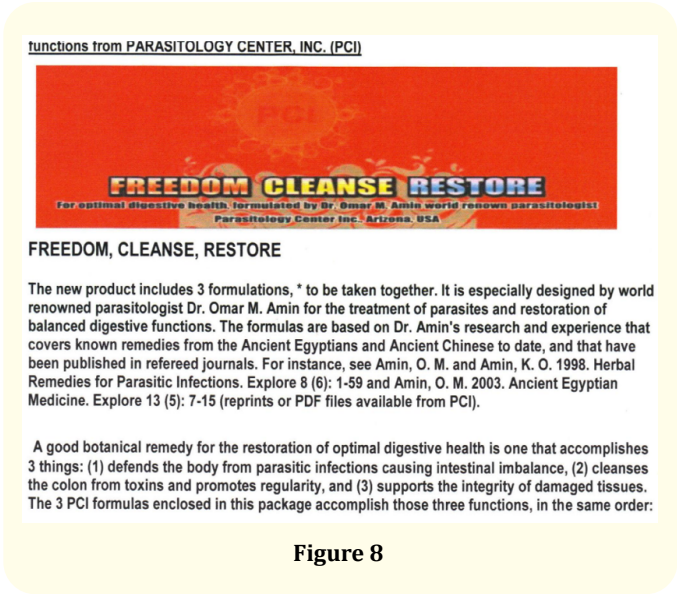 functions from PARASITOLOGY CENTER, INC. (PCI)
PCI
FREEDOM CLEANSE RESTORE
For optimal digestive health, formulated by Dr. Omar M. Amin world renown parasitologist
Parasitology Center Inc., Arizona, USA
FREEDOM, CLEANSE, RESTORE
The new product includes 3 formulations, * to be taken together. It is especially designed by world
renowned parasitologist Dr. Omar M. Amin for the treatment of parasites and restoration of
balanced digestive functions. The formulas are based on Dr. Amin's research and experience that
covers known remedies from the Ancient Egyptians and Ancient Chinese to date, and that have
been published in refereed journals. For instance, see Amin, O. M. and Amin, K. O. 1998. Herbal
Remedies for Parasitic Infections. Explore 8 (6): 1-59 and Amin, O. M. 2003. Ancient Egyptian
Medicine. Explore 13 (5): 7-15 (reprints or PDF files available from PCI).
A good botanical remedy for the restoration of optimal digestive health is one that accomplishes
3 things: (1) defends the body from parasitic infections causing intestinal imbalance, (2) cleanses
the colon from toxins and promotes regularity, and (3) supports the integrity of damaged tissues.
The 3 PCI formulas enclosed in this package accomplish those three functions, in the same order:
Figure 8